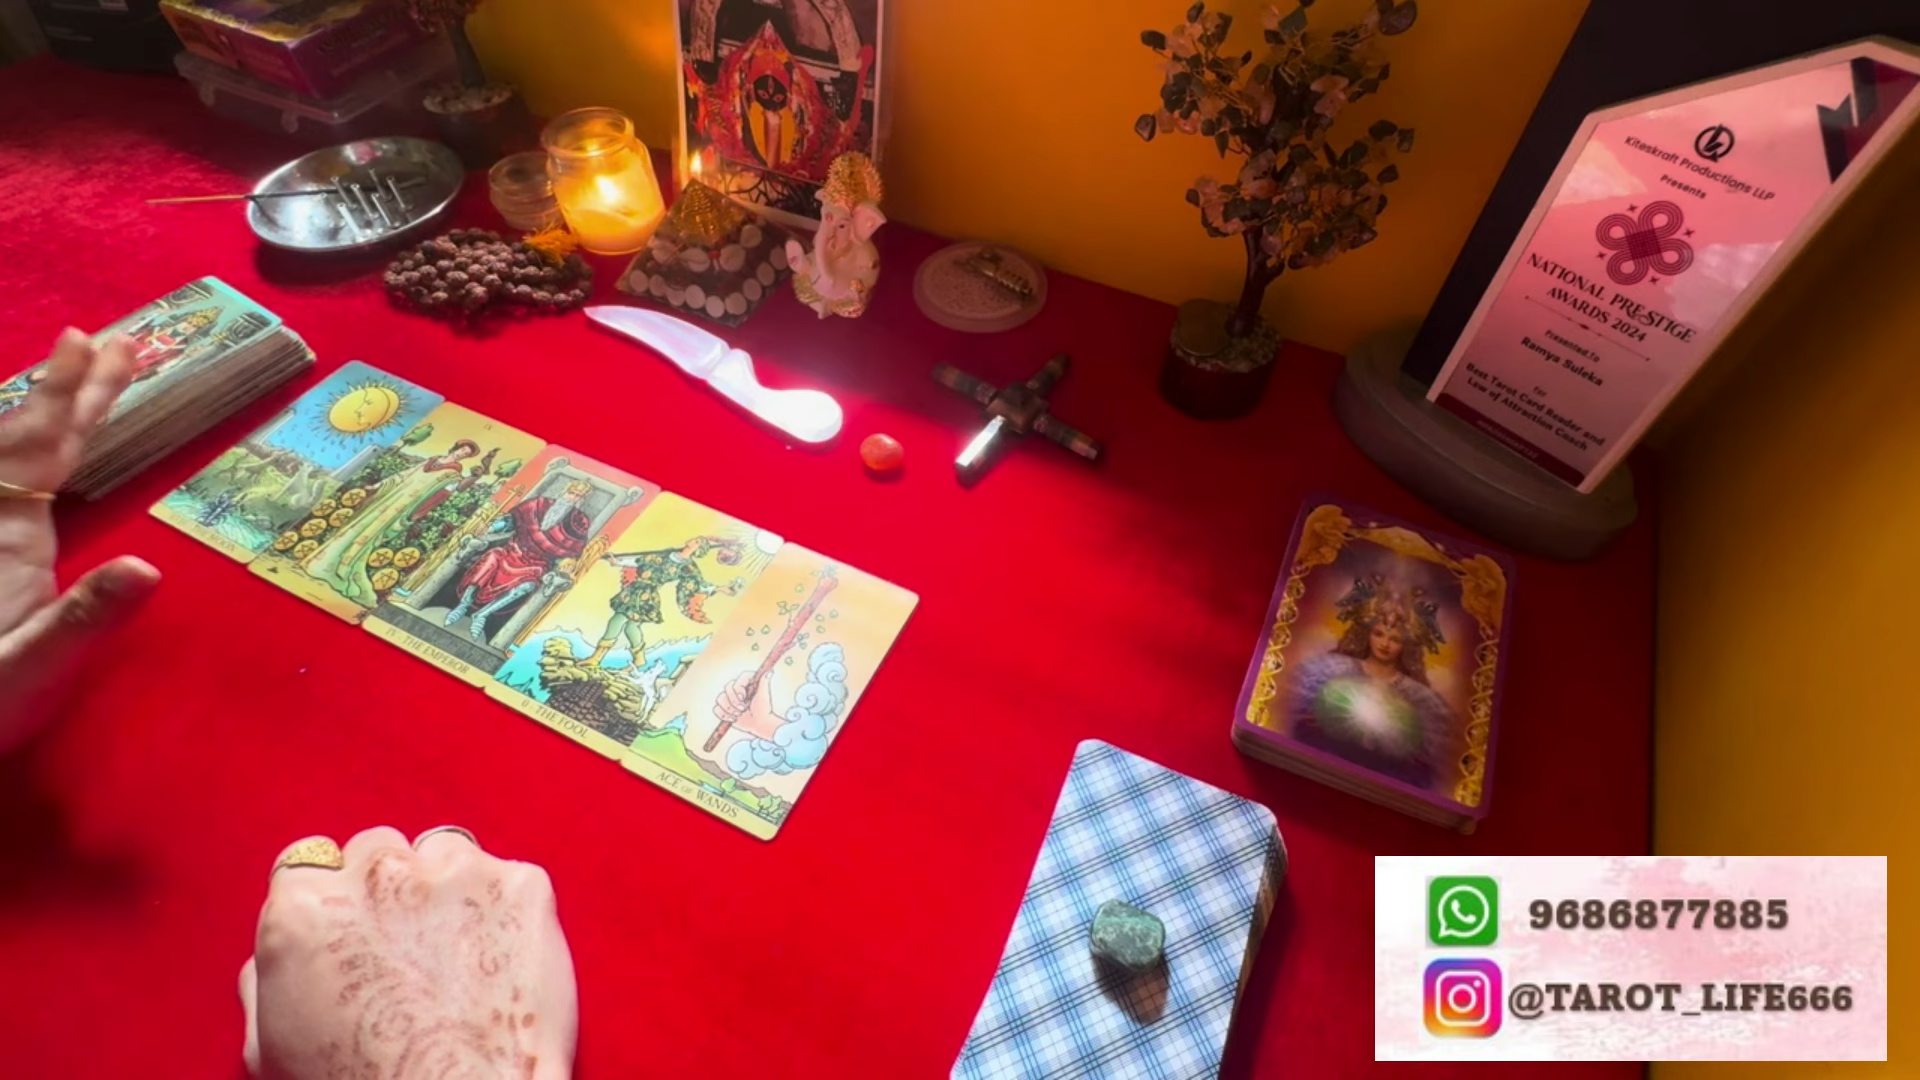 Kiteskraft Productions LLP
Presents
NATIONAL PRESTIGE
AWARDS 2024
Presented To
Ramya Suleka
for
Best Tarot Card Reader and
Law of Attraction Coach
MOON
IX
IV - THE EMPEROR
0 - THE FOOL
ACE OF WANDS
9686877885
@TAROT_LIFE666